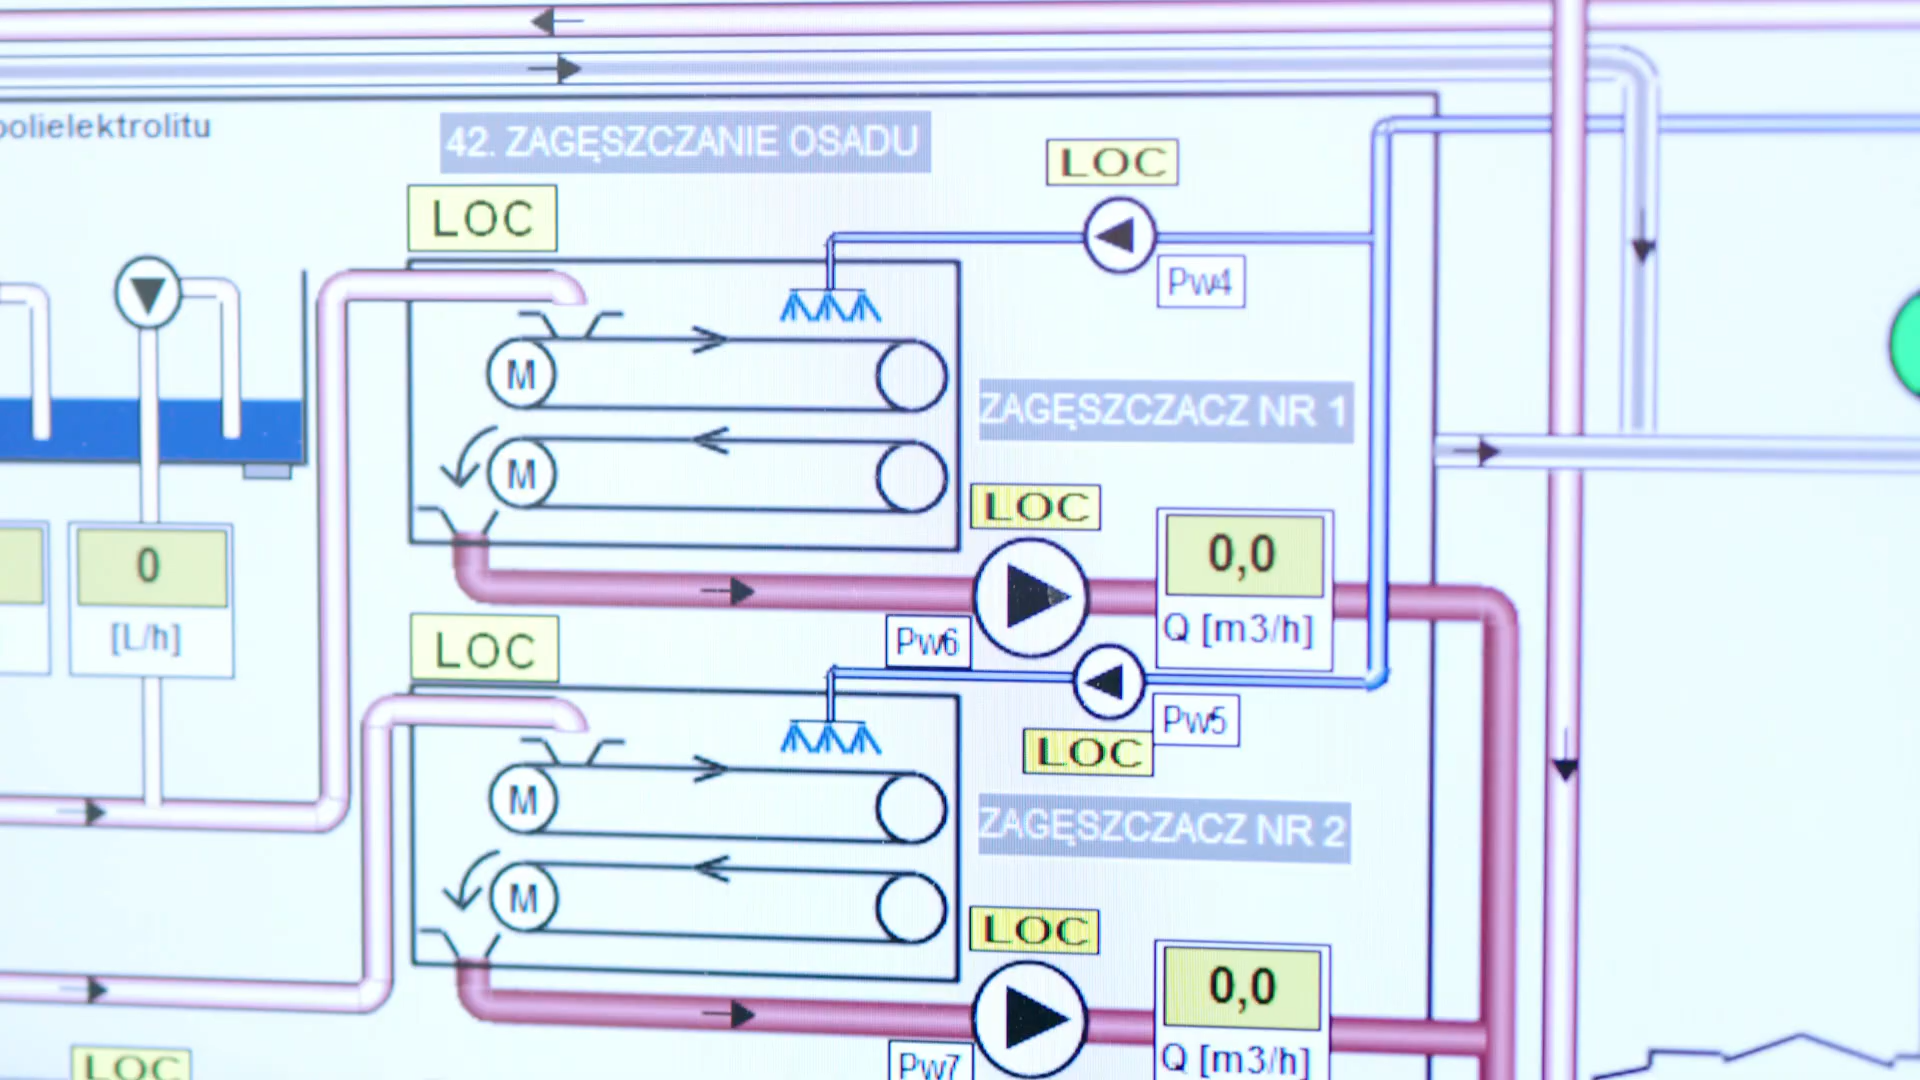 polielektrolitu
42. ZAGĘSZCZANIE OSADU
LOC
LOC
Pw4
M
ZAGĘSZCZACZ NR 1
M
LOC
0,0
Q [m3/h]
0
[L/h]
Pw6
LOC
Pw5
LOC
M
ZAGĘSZCZACZ NR 2
M
LOC
0,0
Q [m3/h]
Pw7
LOC